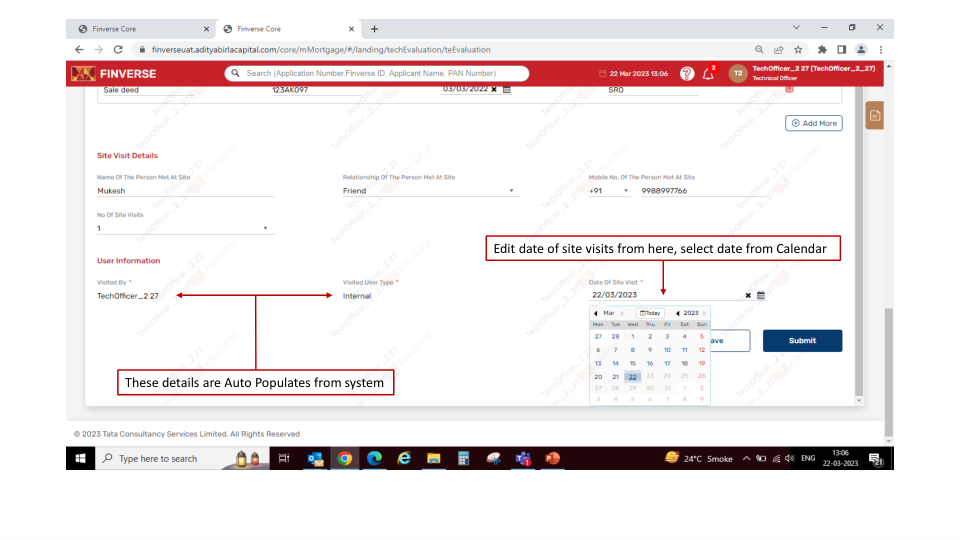 Finverse Core
Finverse Core
finverseuat.adityabirlacapital.com/core/mMortgage/#/landing/techEvaluation/teEvaluation
FINVERSE
Search (Application Number,Finverse ID, Applicant Name, PAN Number)
22 Mar 2023 13:06
2
T2
TechOfficer_2 27 (TechOfficer_2_27)
Technical Officer
Sale deed 123AK097 03/03/2022 SRO
Add More
Site Visit Details
Name Of The Person Met At Site Relationship Of The Person Met At Site Mobile No. Of The Person Met At Site
Mukesh Friend +91 9988997766
No Of Site Visits
1
Edit date of site visits from here, select date from Calendar
User Information
Visited By * Visited User Type * Date Of Site Visit *
TechOfficer_2 27 Internal 22/03/2023
Mar Today 2023
Mon Tue Wed Thu Fri Sat Sun
27 28 1 2 3 4 5
6 7 8 9 10 11 12
13 14 15 16 17 18 19
20 21 22 23 24 25 26
27 28 29 30 31 1 2
3 4 5 6 7 8 9
ave
Submit
These details are Auto Populates from system
© 2023 Tata Consultancy Services Limited. All Rights Reserved
Type here to search
24°C Smoke
ENG
13:06
22-03-2023
21